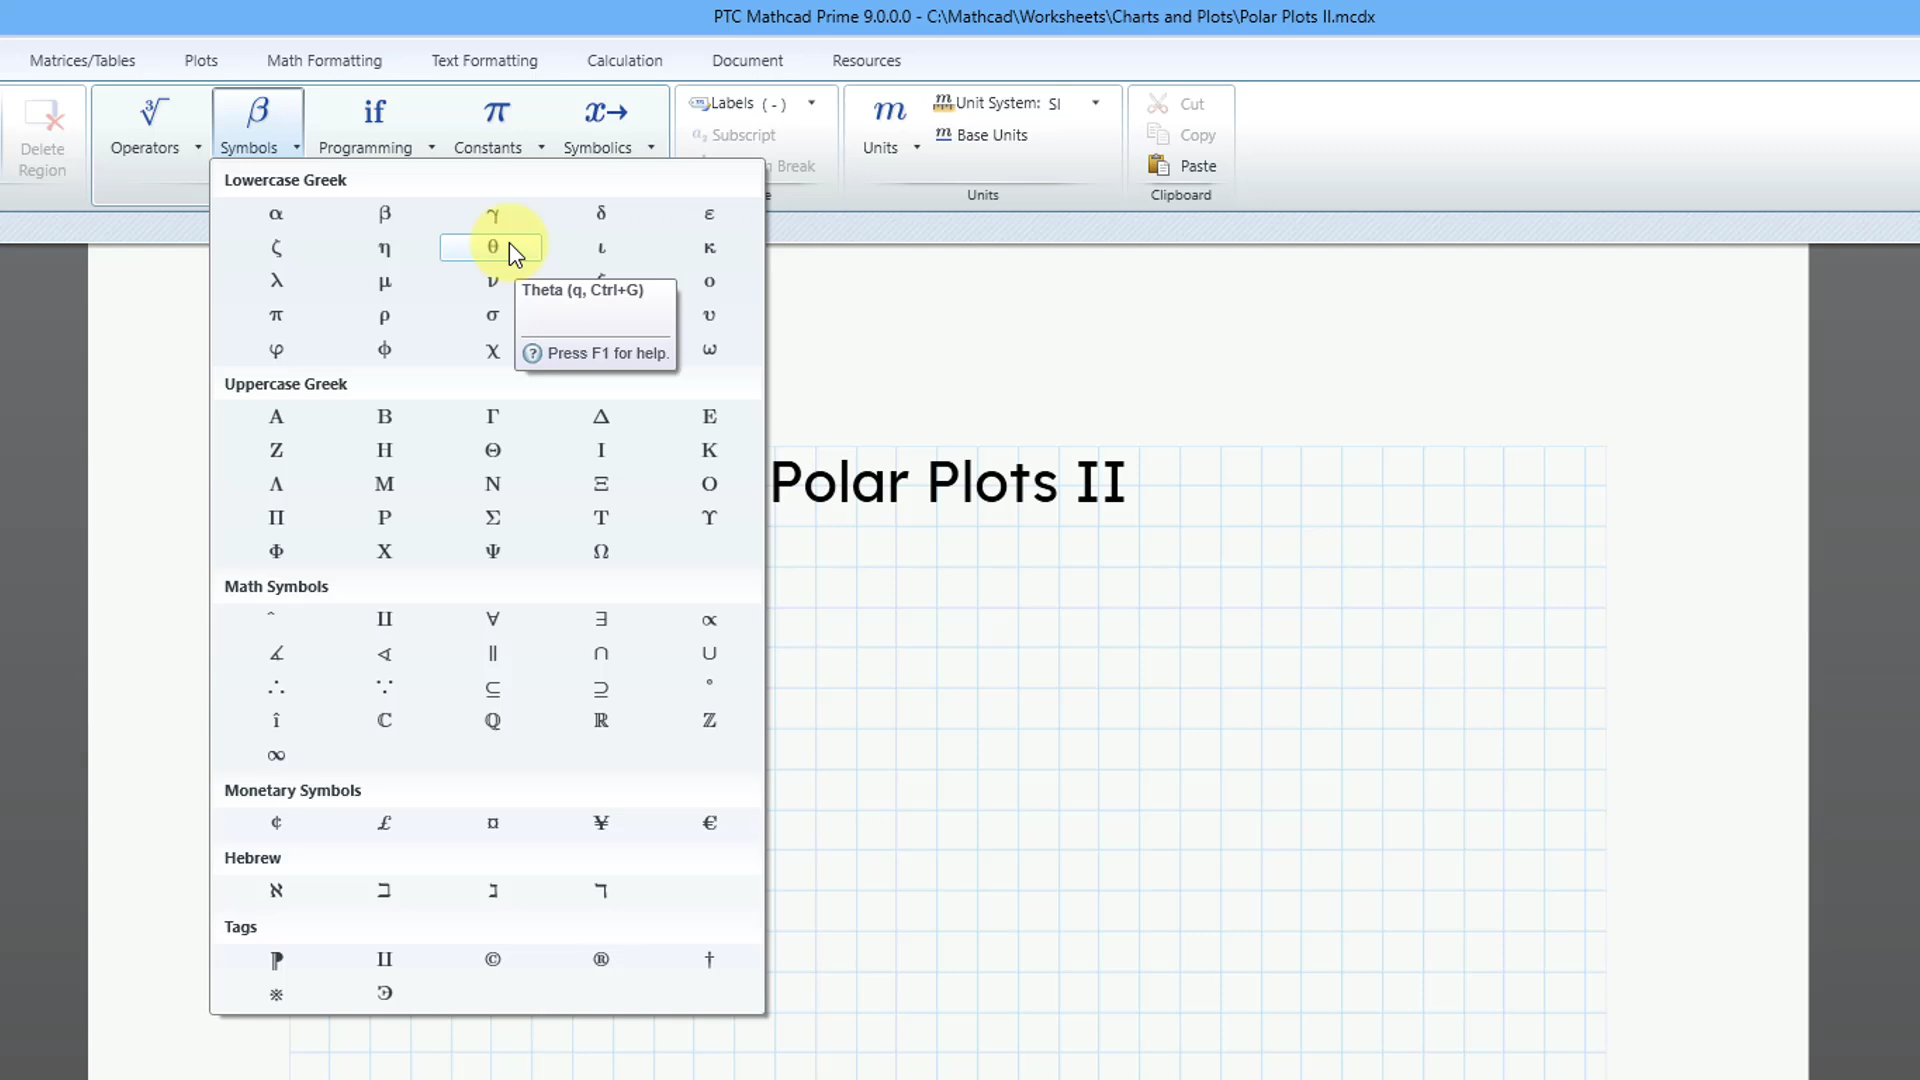 PTC Mathcad Prime 9.0.0.0 - C:\Mathcad\Worksheets\Charts and Plots\Polar Plots II.mcdx
Matrices/Tables Plots Math Formatting Text Formatting Calculation Document Resources
Delete Region
∛ Operators
β Symbols
if Programming
π Constants
x→ Symbolics
Labels ( - )
Subscript
Break
m Units
Unit System: SI
Base Units
Units
Cut
Copy
Paste
Clipboard
Lowercase Greek
α β γ δ ε
ζ η θ ι κ
λ μ ν ο
π ρ σ υ
φ ϕ χ ω
Theta (q, Ctrl+G)
Press F1 for help.
Uppercase Greek
Α Β Γ Δ Ε
Ζ Η Θ Ι Κ
Λ Μ Ν Ξ Ο
Π Ρ Σ Τ ϒ
Φ Χ Ψ Ω
Math Symbols
ˆ ∐ ∀ ∃ ∝
∡ ∢ ∥ ∩ ∪
∴ ∵ ⊆ ⊇ °
î ℂ ℚ ℝ ℤ
∞
Monetary Symbols
¢ £ ¤ ¥ €
Hebrew
ℵ ℶ ℷ ℸ
Tags
⁋ ∐ © ® †
※
Polar Plots II